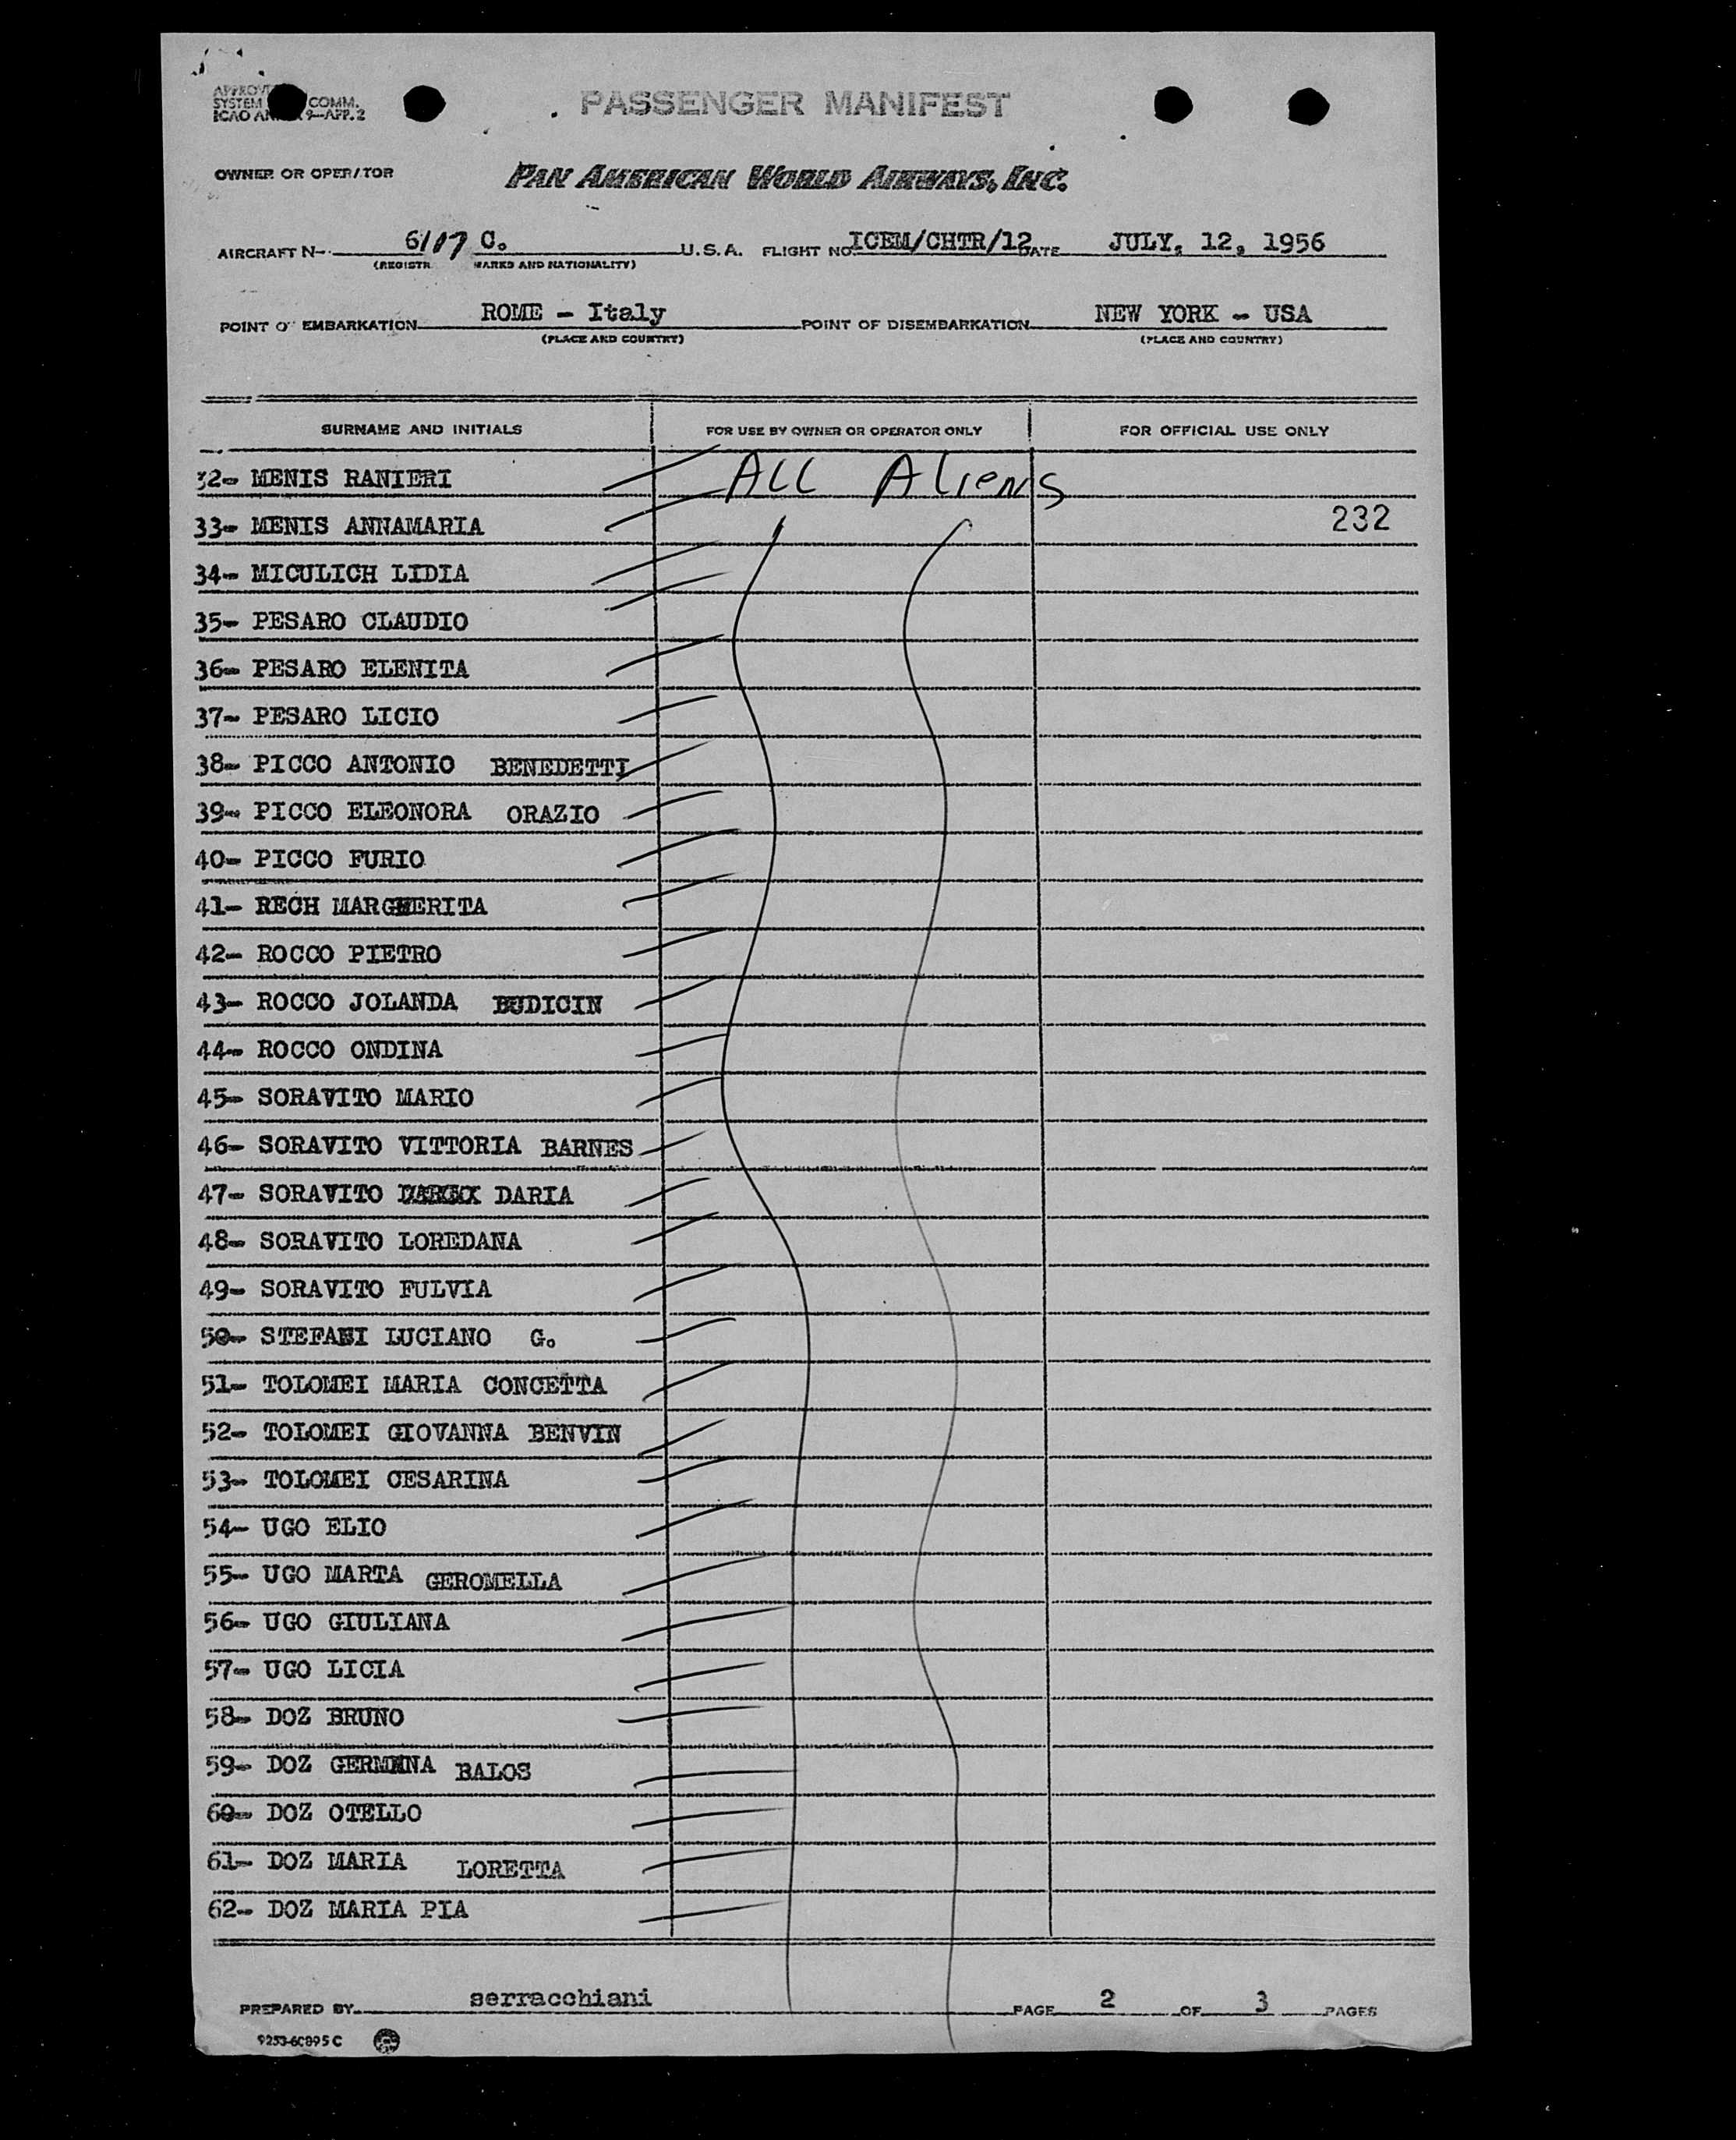 SYSTEM COMM.
ICAO 9—APP. 2
PASSENGER MANIFEST
OWNER OR OPERATOR
PAN AMERICAN WORLD AIRWAYS, INC.
AIRCRAFT N 6107 C. U.S.A. FLIGHT NO. ICEM/CHTR/12 DATE JULY. 12, 1956
(REGISTR MARKS AND NATIONALITY)
POINT OF EMBARKATION ROME - Italy POINT OF DISEMBARKATION NEW YORK - USA
(PLACE AND COUNTRY) (PLACE AND COUNTRY)
SURNAME AND INITIALS FOR USE BY OWNER OR OPERATOR ONLY FOR OFFICIAL USE ONLY
32- MENIS RANIERI ALL Aliens
33- MENIS ANNAMARIA 232
34- MICULICH LIDIA
35- PESARO CLAUDIO
36- PESARO ELENITA
37- PESARO LICIO
38- PICCO ANTONIO BENEDETTI
39- PICCO ELEONORA ORAZIO
40- PICCO FURIO
41- RECH MARGHERITA
42- ROCCO PIETRO
43- ROCCO JOLANDA BUDICIN
44- ROCCO ONDINA
45- SORAVITO MARIO
46- SORAVITO VITTORIA BARNES
47- SORAVITO DARIA
48- SORAVITO LOREDANA
49- SORAVITO FULVIA
50- STEFANI LUCIANO G.
51- TOLOMEI MARIA CONCETTA
52- TOLOMEI GIOVANNA BENVIN
53- TOLOMEI CESARINA
54- UGO ELIO
55- UGO MARTA GEROMELLA
56- UGO GIULIANA
57- UGO LICIA
58- DOZ BRUNO
59- DOZ GERMANA BALOS
60- DOZ OTELLO
61- DOZ MARIA LORETTA
62- DOZ MARIA PIA
PREPARED BY serracchiani PAGE 2 OF 3 PAGES